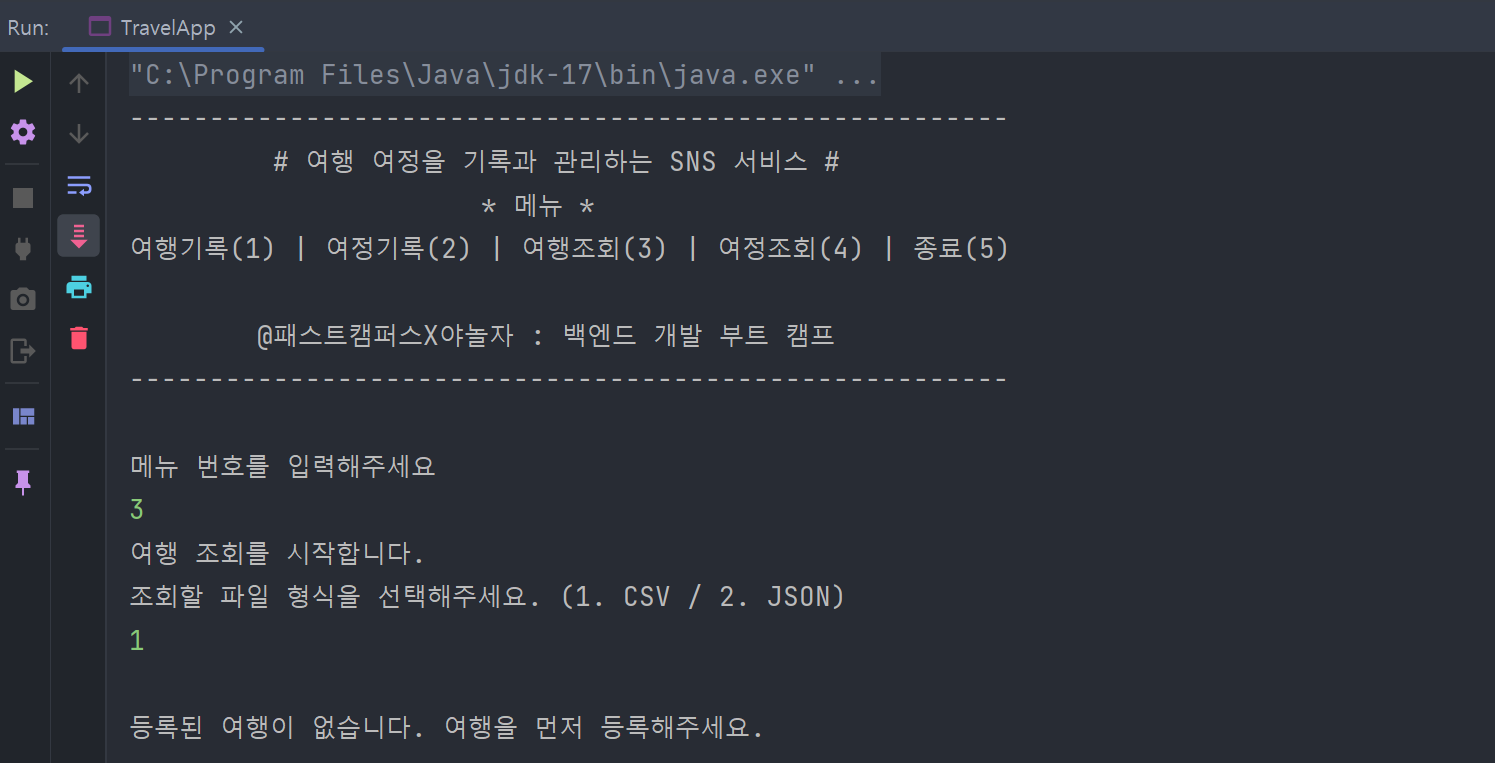 Run: TravelApp ×
"C:\Program Files\Java\jdk-17\bin\java.exe" ...
-------------------------------------------------------
# 여행 여정을 기록과 관리하는 SNS 서비스 #
* 메뉴 *
여행기록(1) | 여정기록(2) | 여행조회(3) | 여정조회(4) | 종료(5)
@패스트캠퍼스X야놀자 : 백엔드 개발 부트 캠프
-------------------------------------------------------
메뉴 번호를 입력해주세요
3
여행 조회를 시작합니다.
조회할 파일 형식을 선택해주세요. (1. CSV / 2. JSON)
1
등록된 여행이 없습니다. 여행을 먼저 등록해주세요.